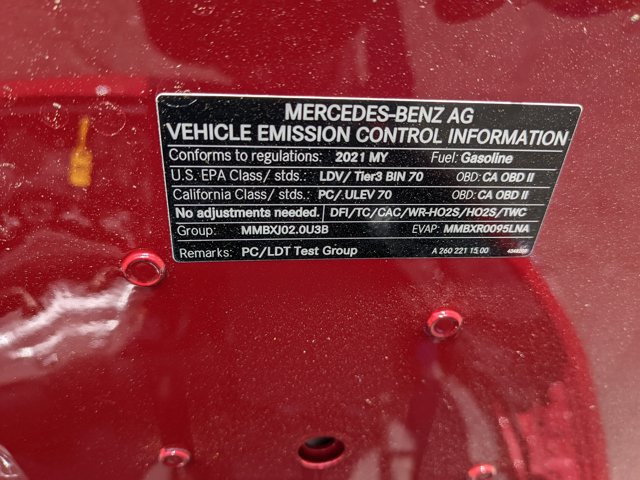 MERCEDES-BENZ AG
VEHICLE EMISSION CONTROL INFORMATION
Conforms to regulations: 2021 MY Fuel: Gasoline
U.S. EPA Class/ stds.: LDV/ Tier3 BIN 70 OBD: CA OBD II
California Class/ stds.: PC/ ULEV 70 OBD: CA OBD II
No adjustments needed. DFI/TC/CAC/WR-HO2S/HO2S/TWC
Group: MMBXJ02.0U3B EVAP: MMBXR0095LNA
Remarks: PC/LDT Test Group A 260 221 15 00